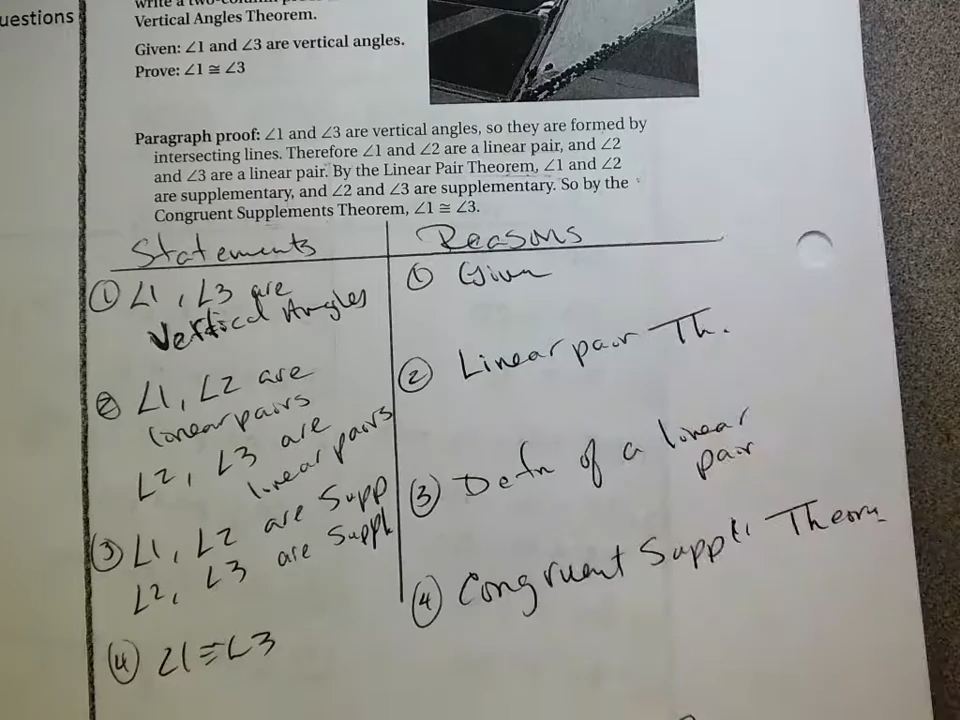 uestions
write a two-column proof
Vertical Angles Theorem.
Given: ∠1 and ∠3 are vertical angles.
Prove: ∠1 ≅ ∠3
Paragraph proof: ∠1 and ∠3 are vertical angles, so they are formed by
intersecting lines. Therefore ∠1 and ∠2 are a linear pair, and ∠2
and ∠3 are a linear pair. By the Linear Pair Theorem, ∠1 and ∠2
are supplementary, and ∠2 and ∠3 are supplementary. So by the
Congruent Supplements Theorem, ∠1 ≅ ∠3.
Statements
Reasons
① ∠1, ∠3 are
Vertical Angles
① Given
② ∠1, ∠2 are
linear pairs
∠2, ∠3 are
linear pairs
② Linear pair Th.
③ ∠1, ∠2 are Supp
∠2, ∠3 are Suppl
③ Defn of a linear
pair
④ ∠1 ≅ ∠3
④ Congruent Suppl' Theorm